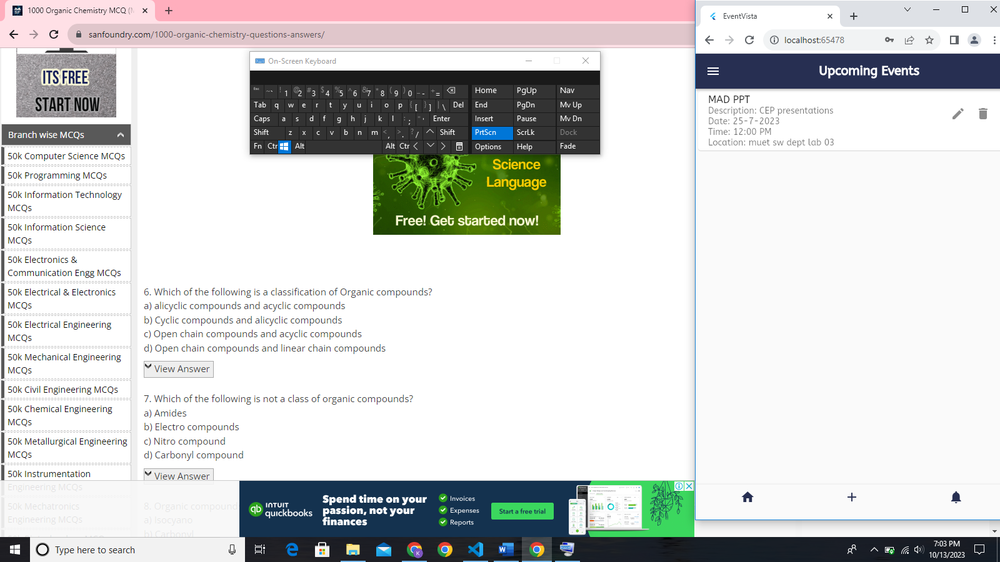 1000 Organic Chemistry MCQ (M
sanfoundry.com/1000-organic-chemistry-questions-answers/
ITS FREE
START NOW
Branch wise MCQs
50k Computer Science MCQs
50k Programming MCQs
50k Information Technology
MCQs
50k Information Science
MCQs
50k Electronics &
Communication Engg MCQs
50k Electrical & Electronics
MCQs
50k Electrical Engineering
MCQs
50k Mechanical Engineering
MCQs
50k Civil Engineering MCQs
50k Chemical Engineering
MCQs
50k Metallurgical Engineering
MCQs
50k Instrumentation
Engineering MCQs
50k Mechatronics
Engineering MCQs
On-Screen Keyboard
Esc ~ ` ! 1 @ 2 # 3 $ 4 % 5 ^ 6 & 7 * 8 ( 9 ) 0 _ - + = Home PgUp Nav
Tab q w e r t y u i o p { [ } ] | \ Del End PgDn Mv Up
Caps a s d f g h j k l : ; " ' Enter Insert Pause Mv Dn
Shift z x c v b n m < , > . ? / Shift PrtScn ScrLk Dock
Fn Ctr Alt Alt Ctr Options Help Fade
Science
Language
Free! Get started now!
6. Which of the following is a classification of Organic compounds?
a) alicyclic compounds and acyclic compounds
b) Cyclic compounds and alicyclic compounds
c) Open chain compounds and acyclic compounds
d) Open chain compounds and linear chain compounds
View Answer
7. Which of the following is not a class of organic compounds?
a) Amides
b) Electro compounds
c) Nitro compound
d) Carbonyl compound
View Answer
8. Organic compound
a) Isocyano
b) Carbonyl
INTUIT
quickbooks
Spend time on your
passion, not your
finances
Invoices
Expenses
Reports
Start a free trial
EventVista
localhost:65478
Upcoming Events
MAD PPT
Description: CEP presentations
Date: 25-7-2023
Time: 12:00 PM
Location: muet sw dept lab 03
Type here to search
7:03 PM
10/13/2023